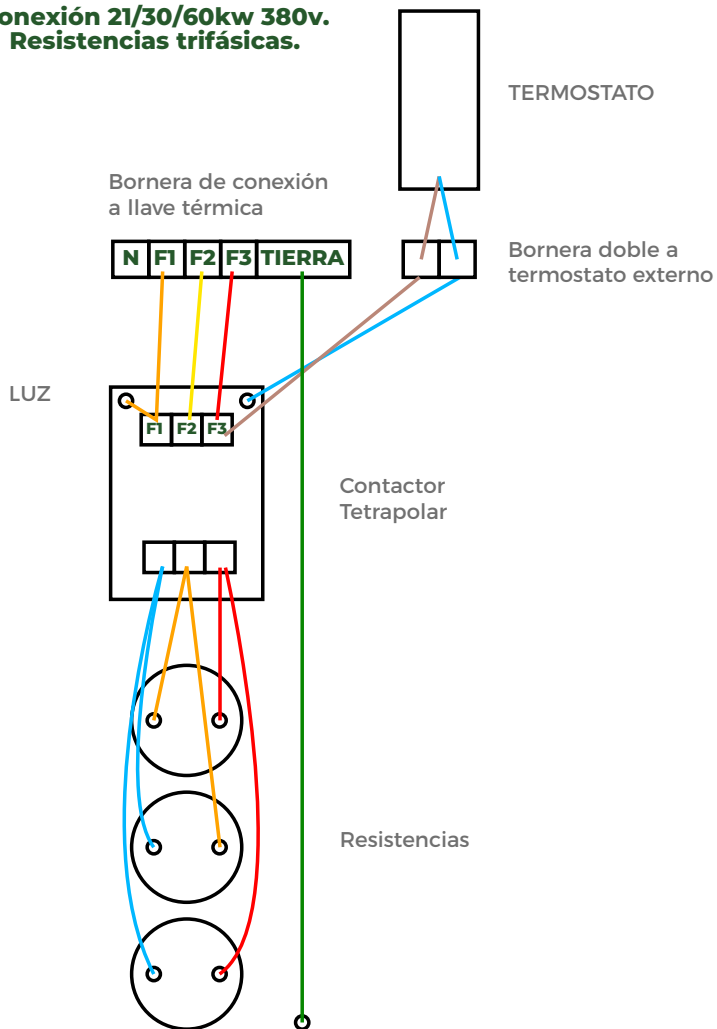 onexión 21/30/60kw 380v.
Resistencias trifásicas.
TERMOSTATO
Bornera de conexión
a llave térmica
N F1 F2 F3 TIERRA
Bornera doble a
termostato externo
LUZ
F1 F2 F3
Contactor
Tetrapolar
Resistencias